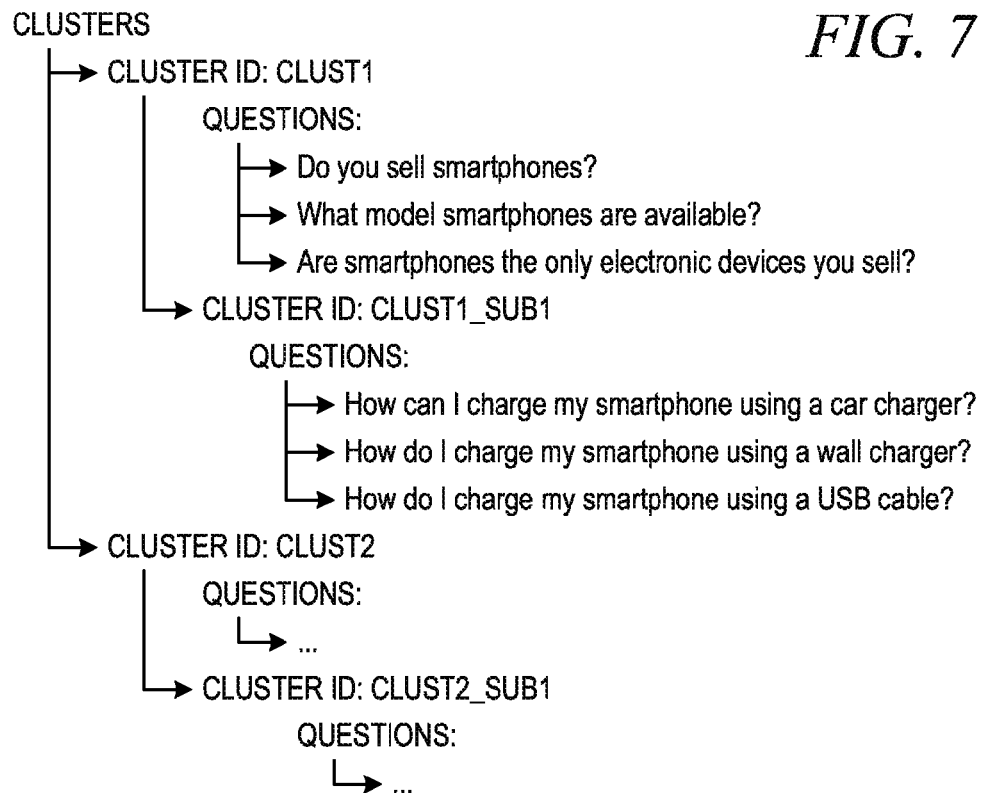 CLUSTERS
FIG. 7
CLUSTER ID: CLUST1
QUESTIONS:
Do you sell smartphones?
What model smartphones are available?
Are smartphones the only electronic devices you sell?
CLUSTER ID: CLUST1_SUB1
QUESTIONS:
How can I charge my smartphone using a car charger?
How do I charge my smartphone using a wall charger?
How do I charge my smartphone using a USB cable?
CLUSTER ID: CLUST2
QUESTIONS:
...
CLUSTER ID: CLUST2_SUB1
QUESTIONS:
...